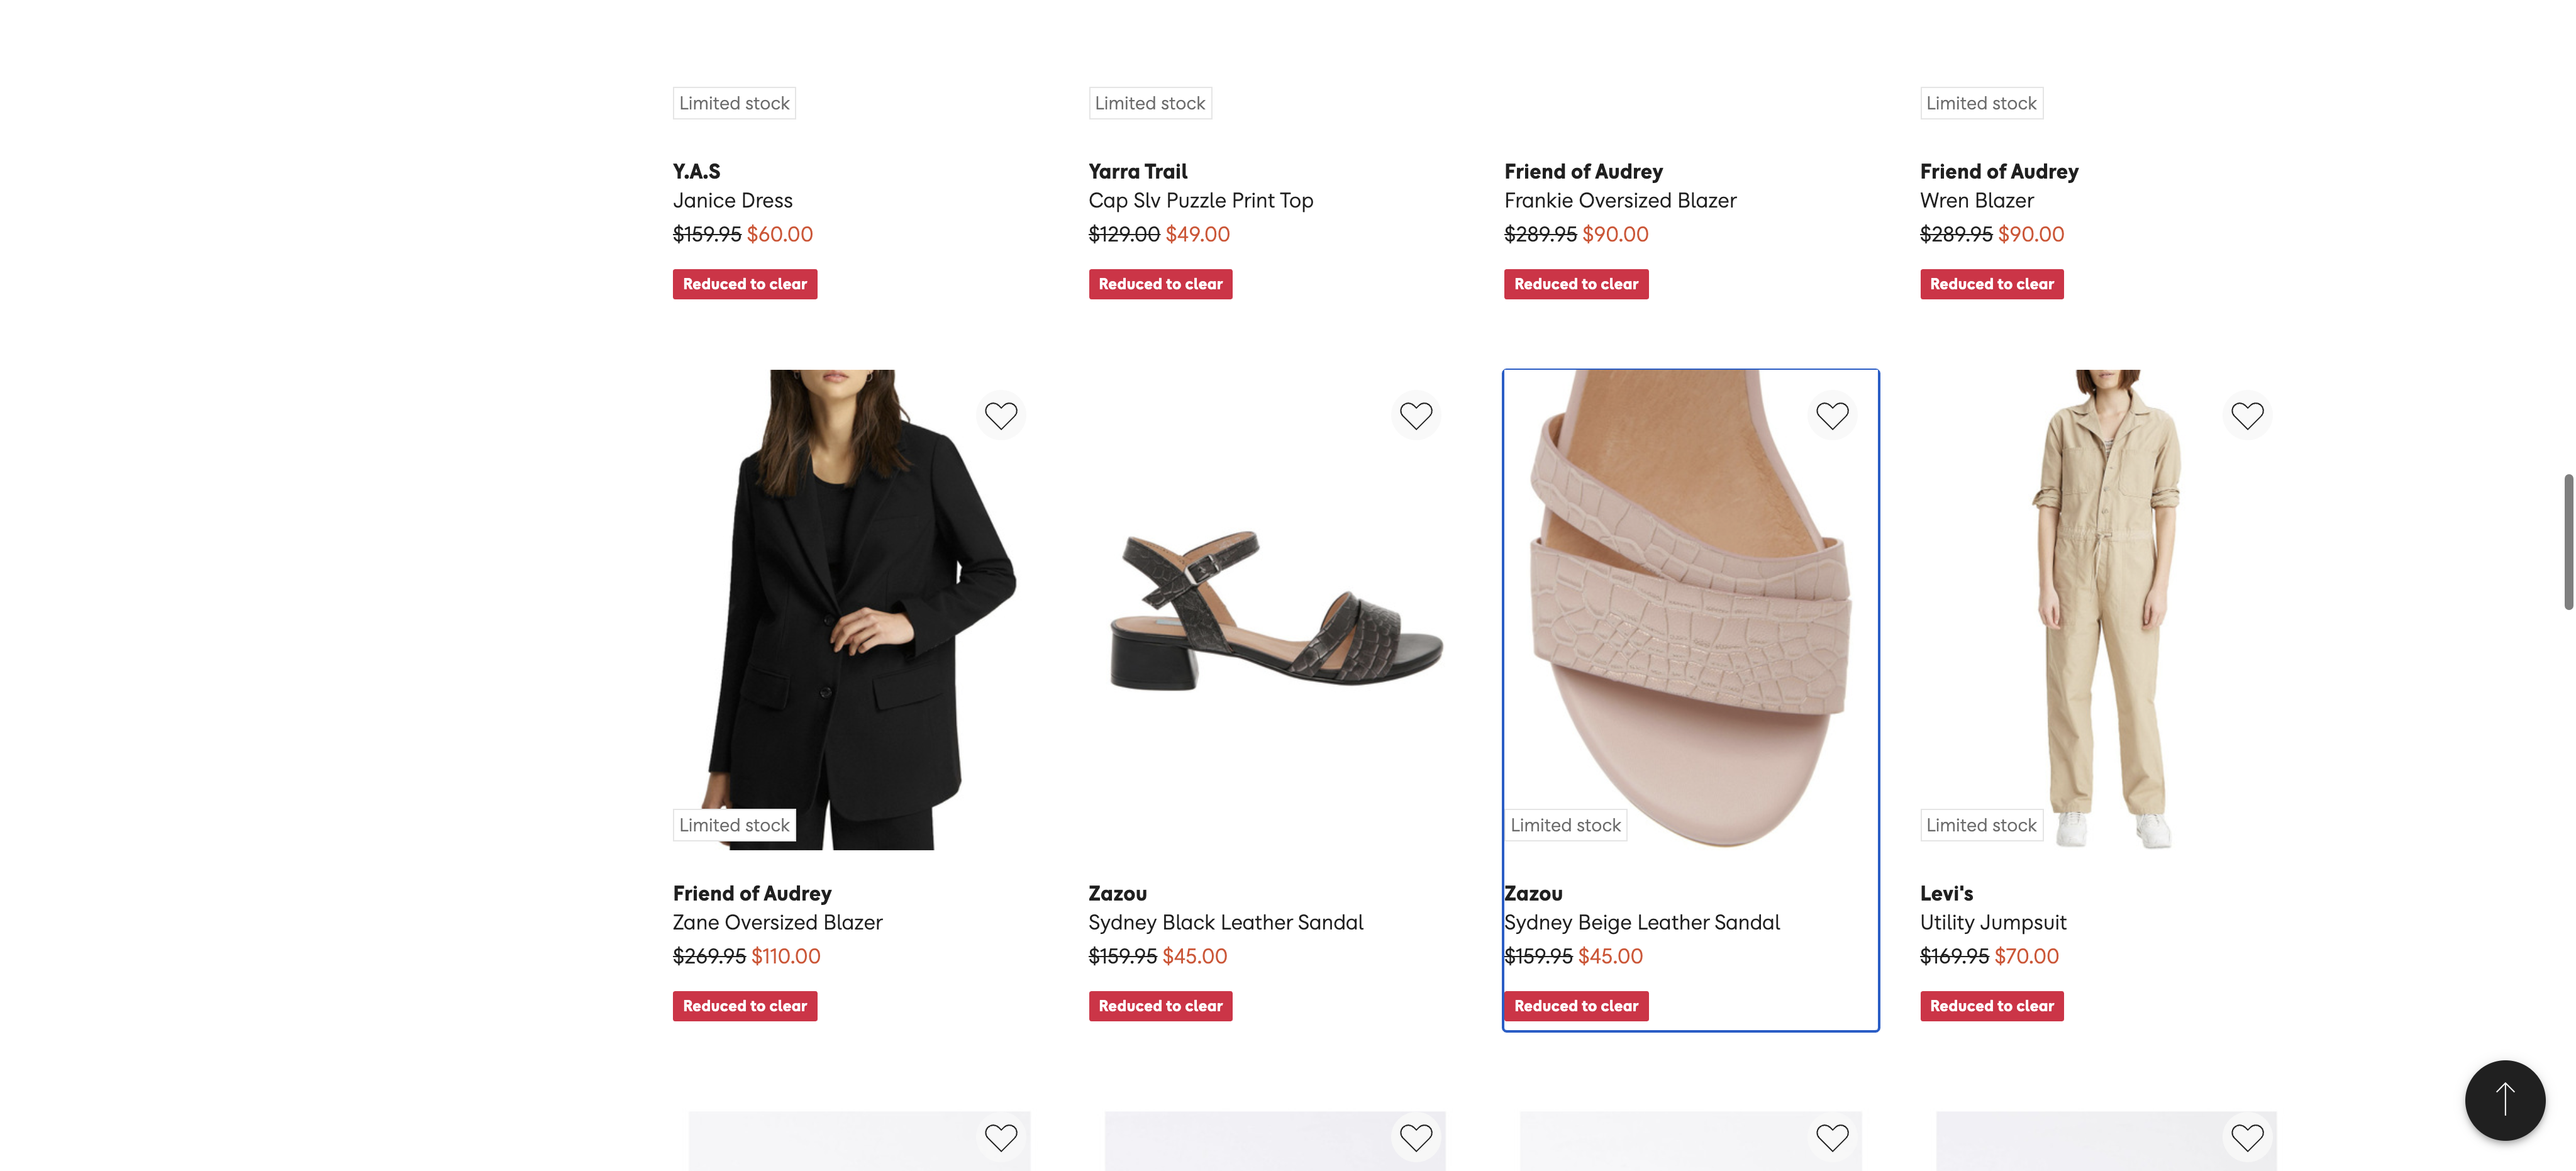 Limited stock
Limited stock
Limited stock
Y.A.S
Janice Dress
$159.95 $60.00
Reduced to clear
Yarra Trail
Cap Slv Puzzle Print Top
$129.00 $49.00
Reduced to clear
Friend of Audrey
Frankie Oversized Blazer
$289.95 $90.00
Reduced to clear
Friend of Audrey
Wren Blazer
$289.95 $90.00
Reduced to clear
Limited stock
Friend of Audrey
Zane Oversized Blazer
$269.95 $110.00
Reduced to clear
Zazou
Sydney Black Leather Sandal
$159.95 $45.00
Reduced to clear
Limited stock
Zazou
Sydney Beige Leather Sandal
$159.95 $45.00
Reduced to clear
Limited stock
Levi's
Utility Jumpsuit
$169.95 $70.00
Reduced to clear